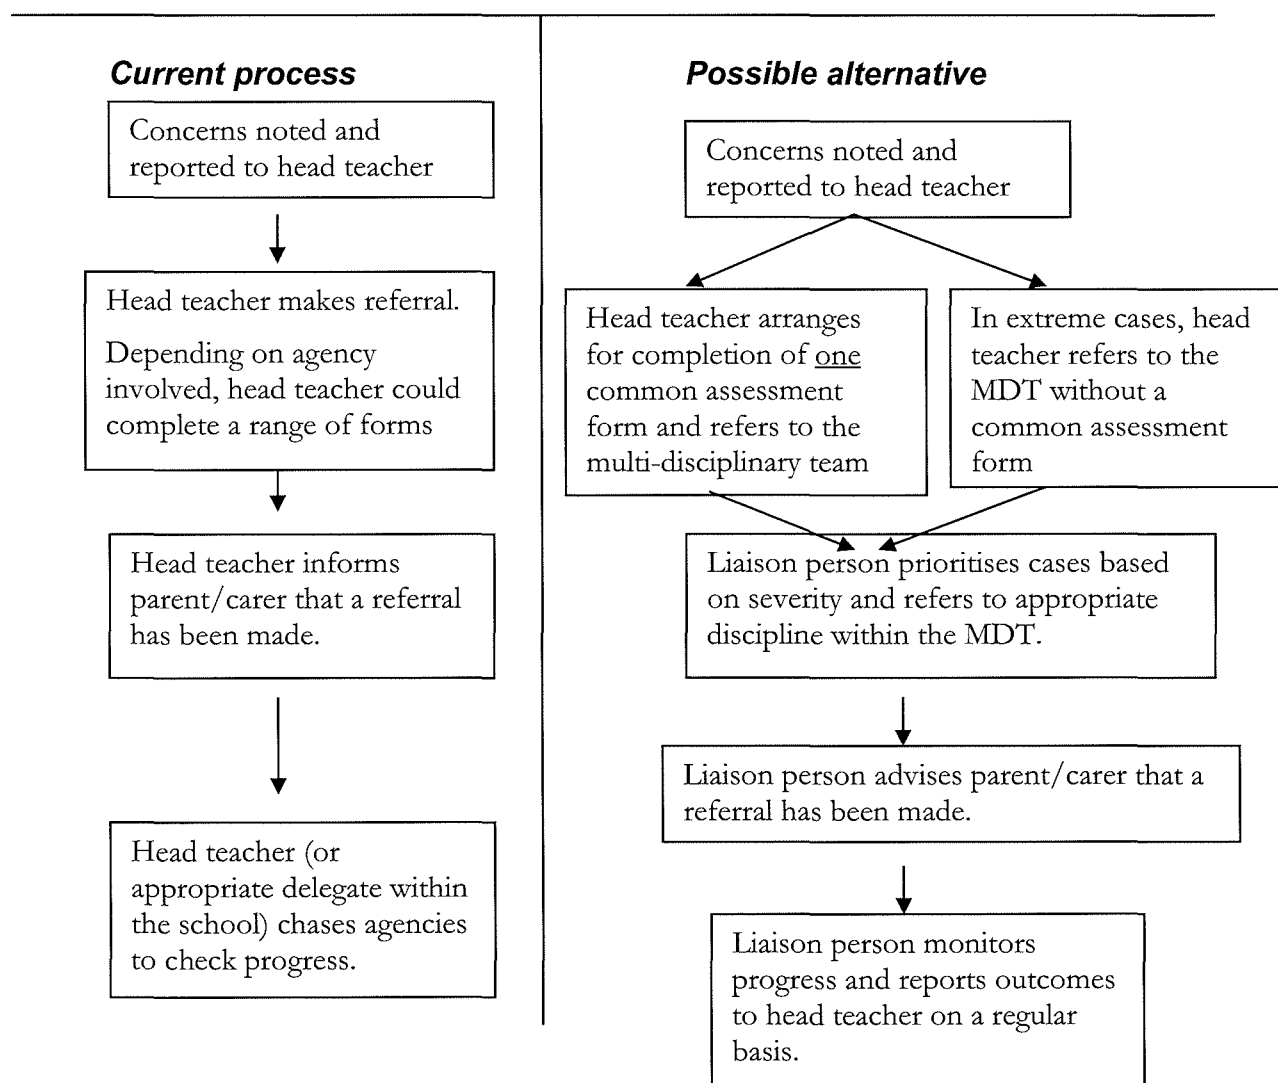 Current process
Concerns noted and
reported to head teacher
Head teacher makes referral.
Depending on agency
involved, head teacher could
complete a range of forms
Head teacher informs
parent/carer that a referral
has been made.
Head teacher (or
appropriate delegate within
the school) chases agencies
to check progress.
Possible alternative
Concerns noted and
reported to head teacher
Head teacher arranges
for completion of one
common assessment
form and refers to the
multi-disciplinary team
In extreme cases, head
teacher refers to the
MDT without a
common assessment
form
Liaison person prioritises cases based
on severity and refers to appropriate
discipline within the MDT.
Liaison person advises parent/carer that a
referral has been made.
Liaison person monitors
progress and reports outcomes
to head teacher on a regular
basis.